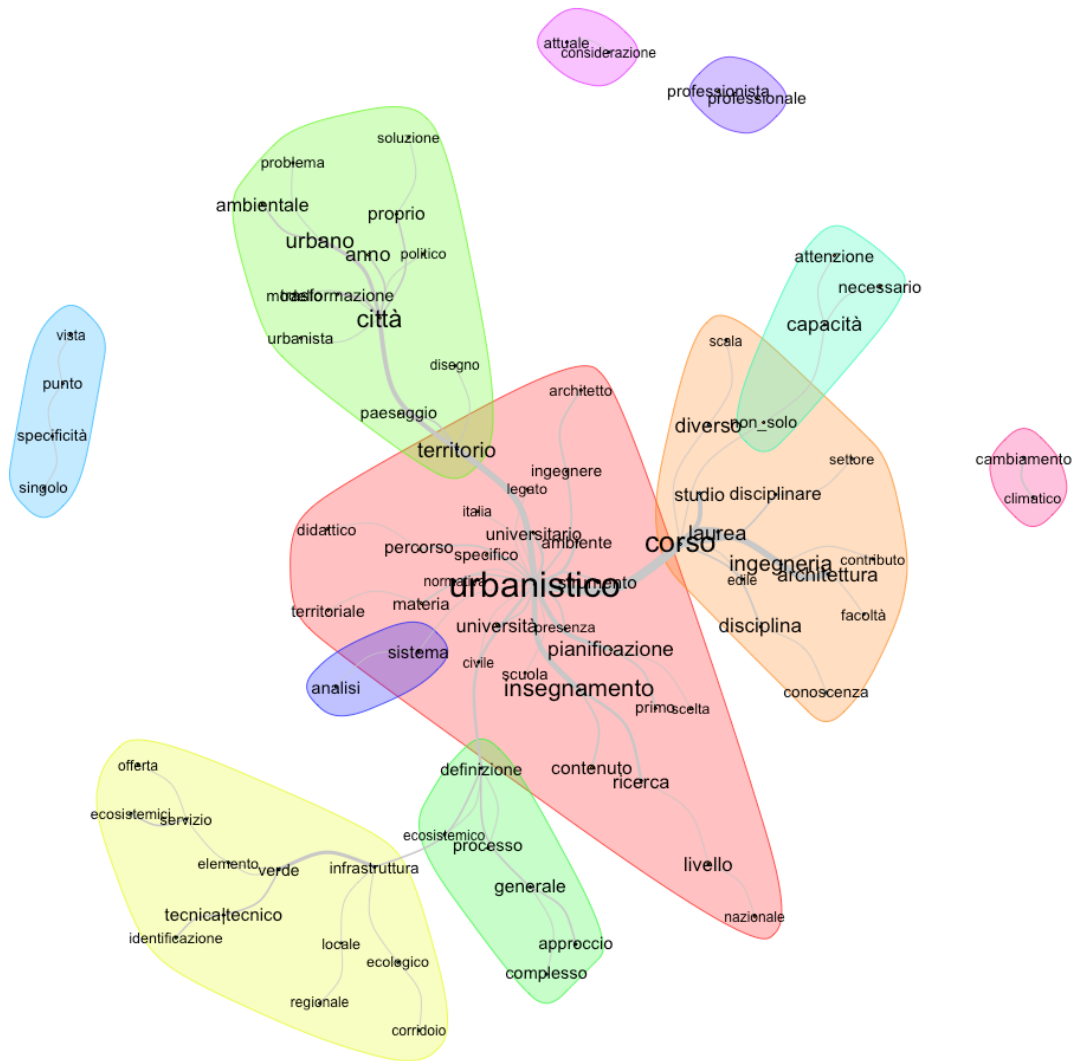 attuale
considerazione
professionista
professionale
soluzione
problema
ambientale
proprio
urbano
anno
politico
trasformazione
città
urbanista
disegno
paesaggio
territorio
attenzione
necessario
capacità
scala
non_solo
diverso
settore
studio
disciplinare
laurea
corso
ingegneria
architettura
contributo
edile
facoltà
disciplina
conoscenza
vista
punto
specificità
singolo
cambiamento
climatico
architetto
ingegnere
legato
italia
didattico
universitario
ambiente
percorso
specifico
normativa
urbanistico
strumento
materia
territoriale
università
presenza
sistema
analisi
civile
pianificazione
scuola
insegnamento
primo
scelta
definizione
contenuto
ricerca
livello
nazionale
offerta
ecosistemici
servizio
elemento
verde
infrastruttura
ecosistemico
processo
generale
tecnica|tecnico
identificazione
locale
ecologico
approccio
complesso
regionale
corridoio